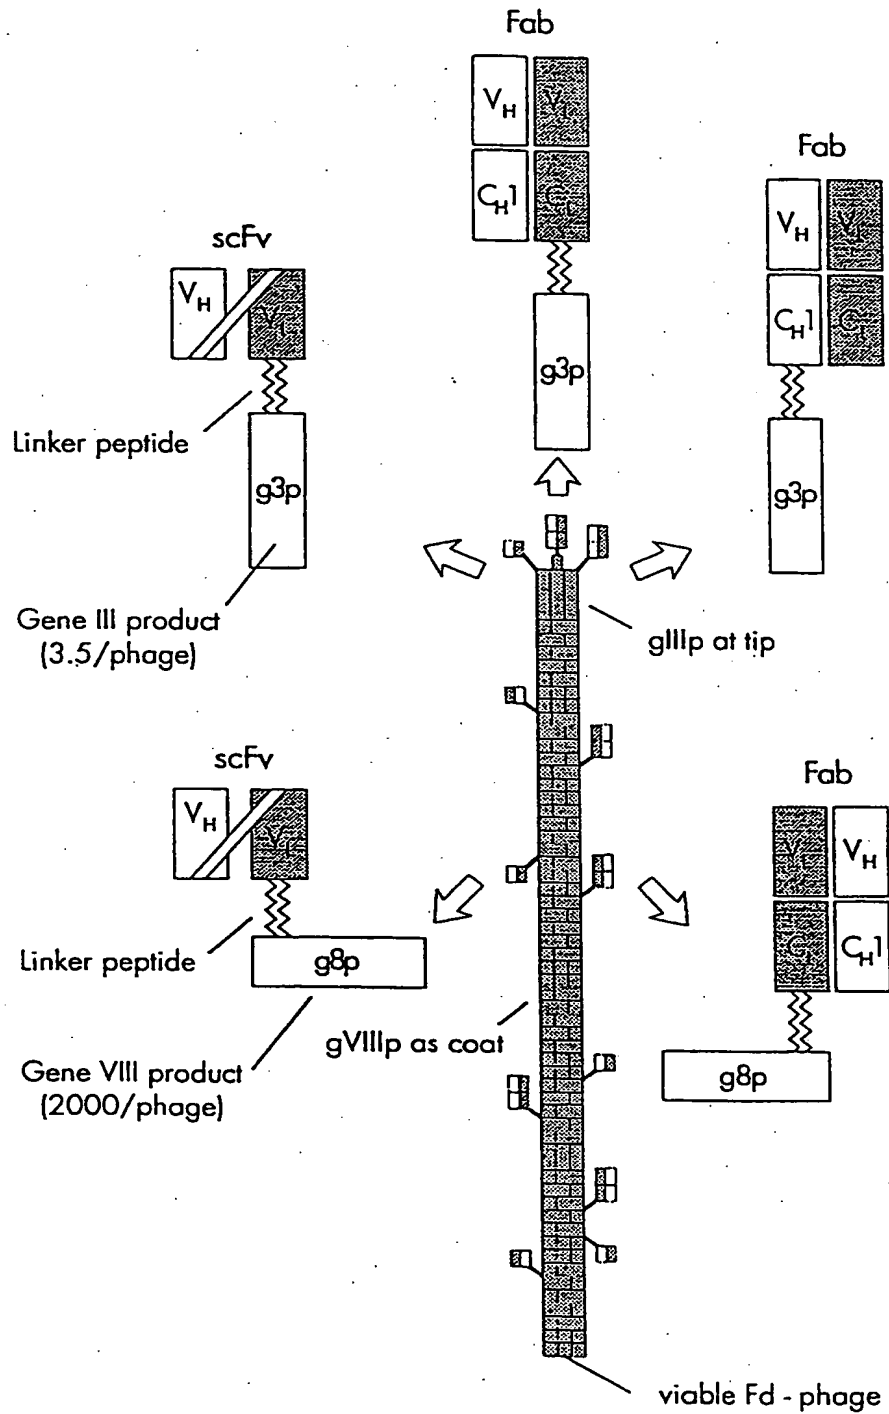 Fab
VH VL
CH1 CL
g3p
Fab
VH VL
CH1 CL
g3p
scFv
VH VL
Linker peptide
g3p
Gene III product
(3.5/phage)
gIIIp at tip
scFv
VH VL
Linker peptide
g8p
Gene VIII product
(2000/phage)
gVIIIp as coat
Fab
VL VH
CL CH1
g8p
viable Fd - phage